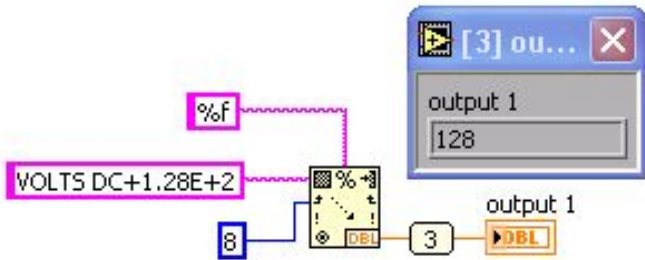 [3] ou...
output 1
128
%f
VOLTS DC+1.28E+2
%
8
DBL
3
output 1
DBL